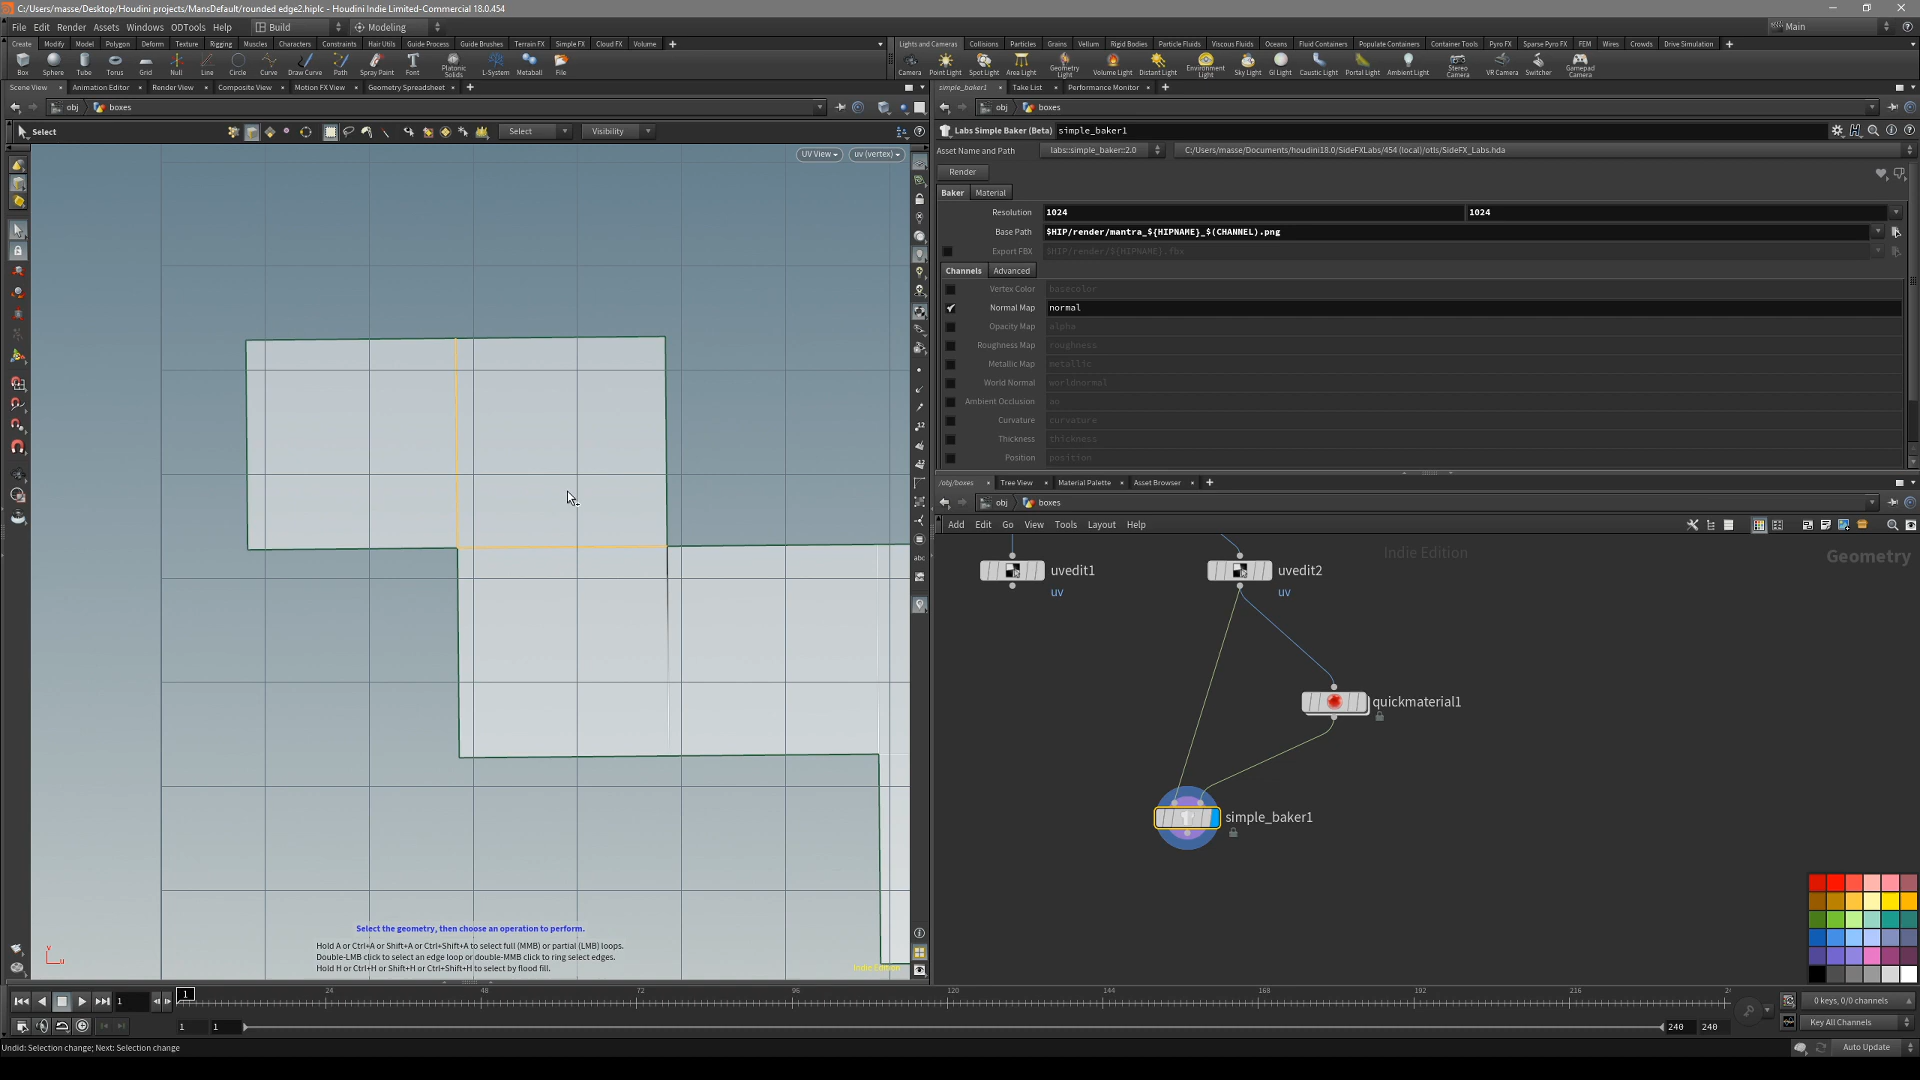 C:/Users/masse/Desktop/Houdini projects/MansDefault/rounded edge2.hiplc - Houdini Indie Limited-Commercial 18.0.454
File Edit Render Assets Windows ODTools Help Build Modeling Main
Create Modify Model Polygon Deform Texture Rigging Muscles Characters Constraints Hair Utils Guide Process Guide Brushes Terrain FX Simple FX Cloud FX Volume
Lights and Cameras Collisions Particles Grains Vellum Rigid Bodies Particle Fluids Viscous Fluids Oceans Fluid Containers Populate Containers Container Tools Pyro FX Sparse Pyro FX FEM Wires Crowds Drive Simulation
Box Sphere Tube Torus Grid Null Line Circle Curve Draw Curve Path Spray Paint Font Platonic Solids L-System Metaball File
Camera Point Light Spot Light Area Light Geometry Light Volume Light Distant Light Environment Light Sky Light GI Light Caustic Light Portal Light Ambient Light Stereo Camera VR Camera Switcher Gamepad Camera
Scene View Animation Editor Render View Composite View Motion FX View Geometry Spreadsheet
simple_baker1 Take List Performance Monitor
obj boxes
obj boxes
Select Select Visibility
Labs Simple Baker (Beta) simple_baker1
Asset Name and Path labs::simple_baker::2.0 C:/Users/masse/Documents/houdini18.0/SideFXLabs/454 (local)/otls/SideFX_Labs.hda
UV View uv (vertex)
Render
Baker Material
Resolution 1024 1024
Base Path $HIP/render/mantra_${HIPNAME}_$(CHANNEL).png
Export FBX $HIP/render/${HIPNAME}.fbx
Channels Advanced
Vertex Color basecolor
Normal Map normal
Opacity Map alpha
Roughness Map roughness
Metallic Map metallic
World Normal worldnormal
Ambient Occlusion ao
Curvature curvature
Thickness thickness
Position position
/obj/boxes Tree View Material Palette Asset Browser
obj boxes
Add Edit Go View Tools Layout Help
Indie Edition
Geometry
uvedit1
uv
uvedit2
uv
quickmaterial1
simple_baker1
Select the geometry, then choose an operation to perform.
Hold A or Ctrl+A or Shift+A or Ctrl+Shift+A to select full (MMB) or partial (LMB) loops.
Double-LMB click to select an edge loop or double-MMB click to ring select edges.
Hold H or Ctrl+H or Shift+H or Ctrl+Shift+H to select by flood fill.
Indie Edition
v
u
1
1 24 48 72 96 120 144 168 192 216
0 keys, 0/0 channels
1 1 240 240
Key All Channels
Undid: Selection change; Next: Selection change
Auto Update